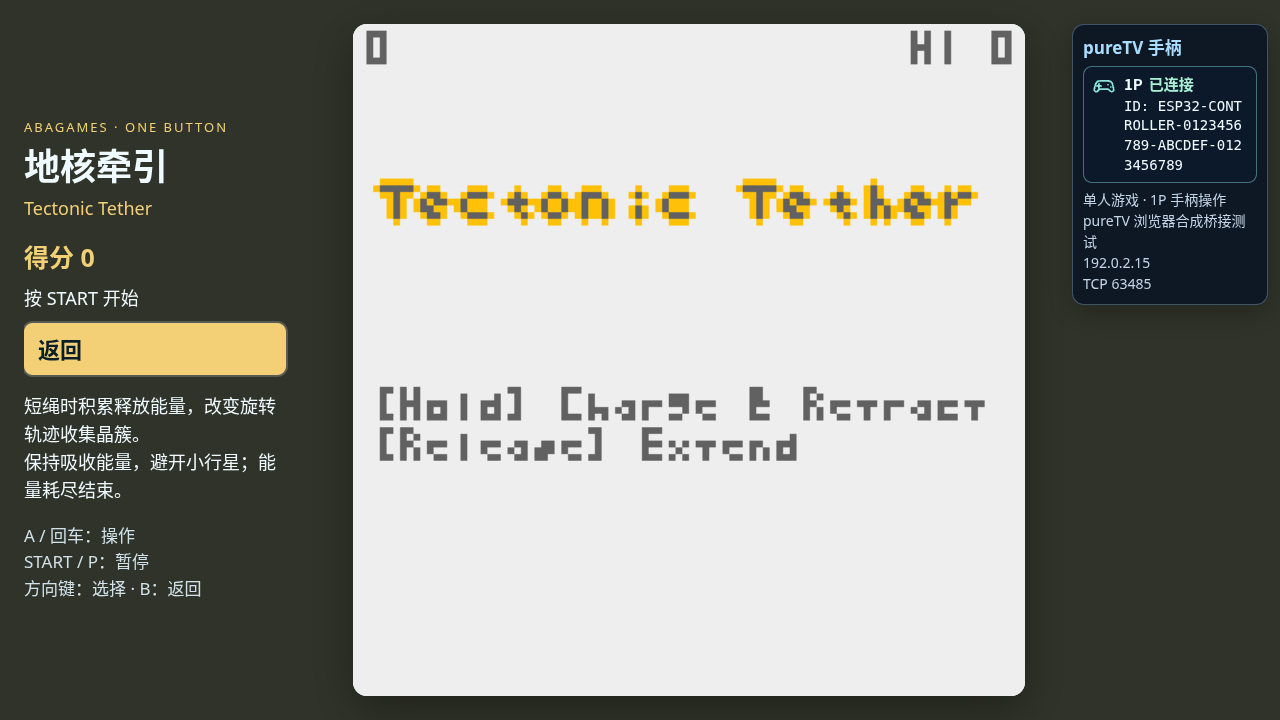 ABAGAMES · ONE BUTTON
地核牵引
Tectonic Tether
得分 0
按 START 开始
返回
短绳时积累释放能量，改变旋转
轨迹收集晶簇。
保持吸收能量，避开小行星；能
量耗尽结束。
A / 回车：操作
START / P：暂停
方向键：选择 · B：返回
0
HI 0
Tectonic Tether
[Hold] Charge & Retract
[Release] Extend
pureTV 手柄
1P 已连接
ID: ESP32-CONT
ROLLER-0123456
789-ABCDEF-012
3456789
单人游戏 · 1P 手柄操作
pureTV 浏览器合成桥接测
试
192.0.2.15
TCP 63485